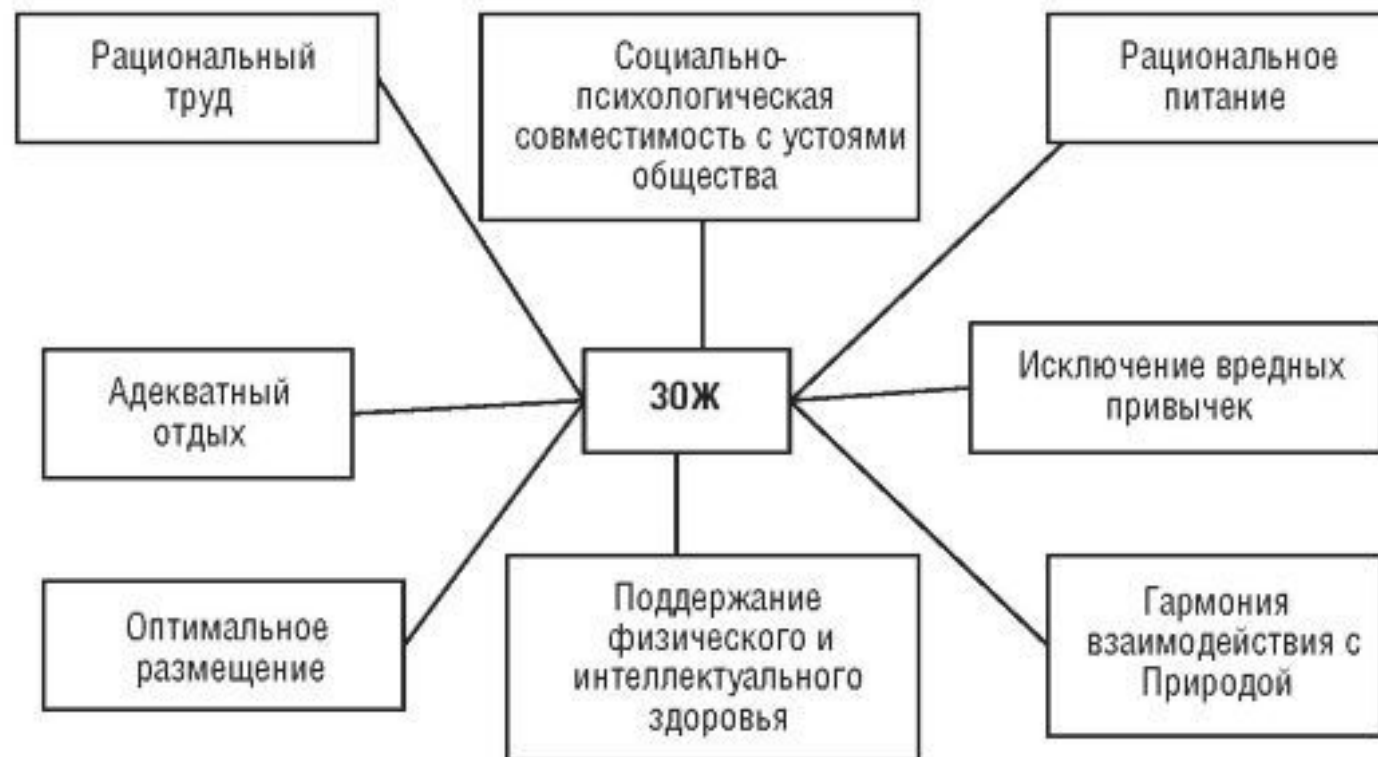 Рациональный
труд
Социально-
психологическая
совместимость с устоями
общества
Рациональное
питание
Адекватный
отдых
ЗОЖ
Исключение вредных
привычек
Оптимальное
размещение
Поддержание
физического и
интеллектуального
здоровья
Гармония
взаимодействия с
Природой